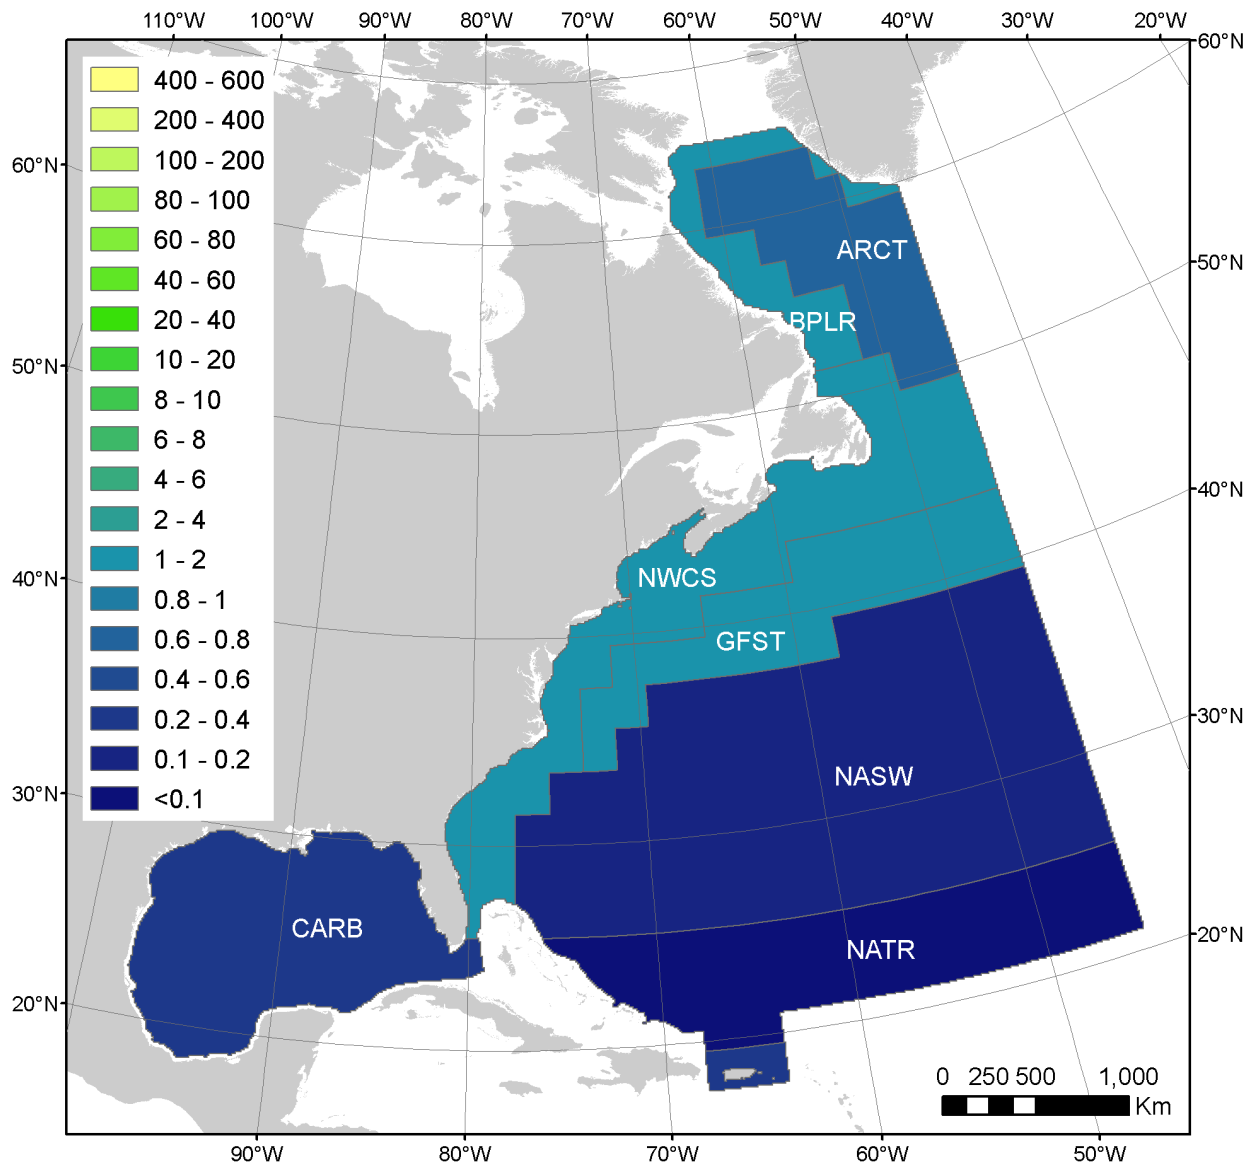 110°W 100°W 90°W 80°W 70°W 60°W 50°W 40°W 30°W 20°W
60°N
400 - 600
200 - 400
100 - 200
60°N
80 - 100
60 - 80
ARCT
50°N
40 - 60
20 - 40
BPLR
10 - 20
50°N
8 - 10
6 - 8
4 - 6
40°N
2 - 4
1 - 2
40°N
NWCS
0.8 - 1
0.6 - 0.8
GFST
0.4 - 0.6
0.2 - 0.4
30°N
0.1 - 0.2
NASW
30°N
<0.1
CARB
20°N
NATR
20°N
0 250 500 1,000
Km
90°W 80°W 70°W 60°W 50°W